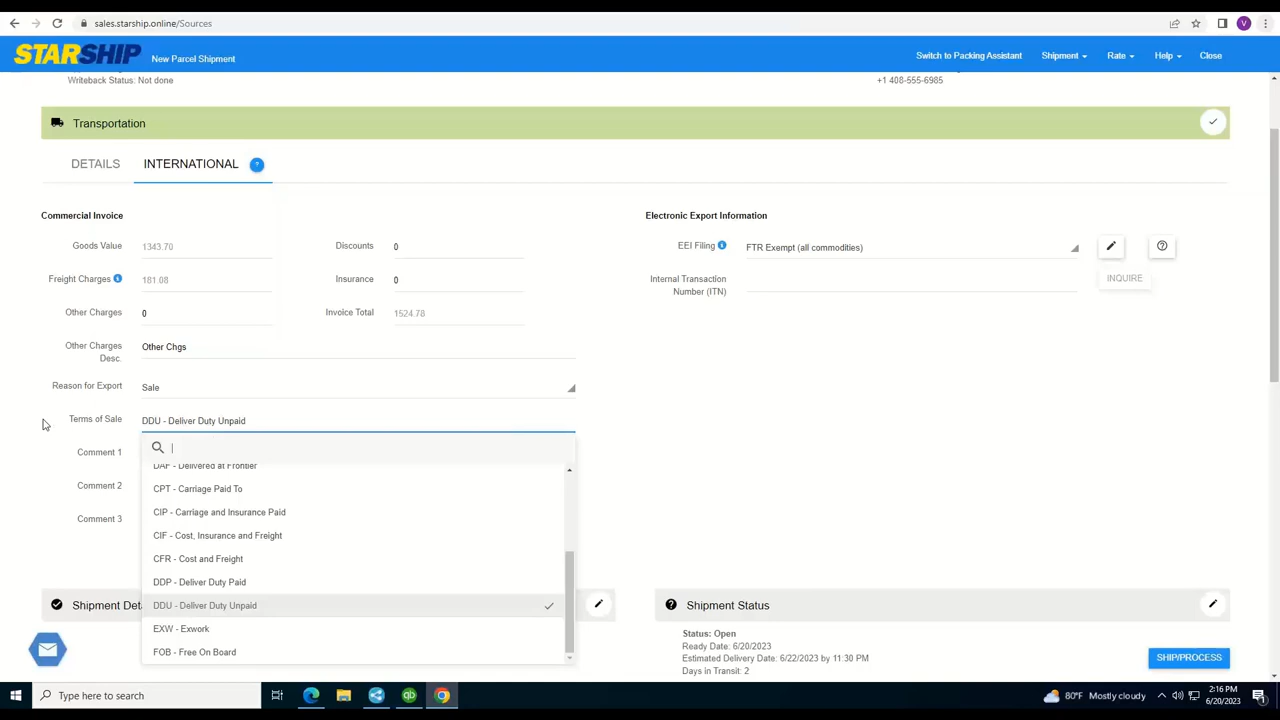 sales.starship.online/Sources
V
STARSHIP
New Parcel Shipment
Switch to Packing Assistant
Shipment
Rate
Help
Close
Writeback Status: Not done
+1 408-555-6985
Transportation
DETAILS
INTERNATIONAL
?
Commercial Invoice
Electronic Export Information
Goods Value 1343.70
Discounts 0
EEI Filing
FTR Exempt (all commodities)
Freight Charges
181.08
Insurance 0
Internal Transaction
Number (ITN)
INQUIRE
Other Charges 0
Invoice Total 1524.78
Other Charges
Desc.
Other Chgs
Reason for Export Sale
Terms of Sale DDU - Deliver Duty Unpaid
Comment 1
Comment 2
Comment 3
DAF - Delivered at Frontier
CPT - Carriage Paid To
CIP - Carriage and Insurance Paid
CIF - Cost, Insurance and Freight
CFR - Cost and Freight
DDP - Deliver Duty Paid
DDU - Deliver Duty Unpaid
EXW - Exwork
FOB - Free On Board
Shipment Det
Shipment Status
Status: Open
Ready Date: 6/20/2023
Estimated Delivery Date: 6/22/2023 by 11:30 PM
Days in Transit: 2
SHIP/PROCESS
Type here to search
qb
80°F Mostly cloudy
2:16 PM
6/20/2023
1